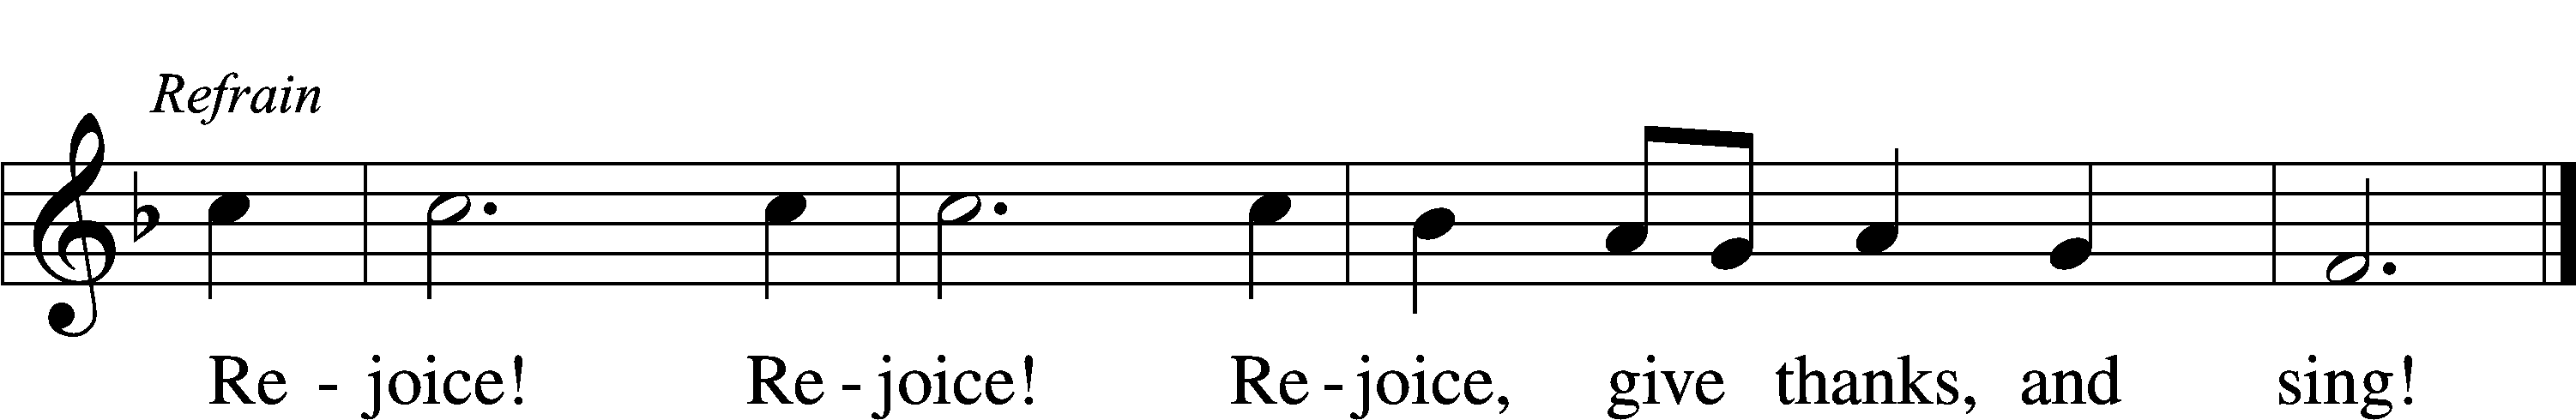 Refrain
Re - joice! Re - joice! Re - joice, give thanks, and sing!